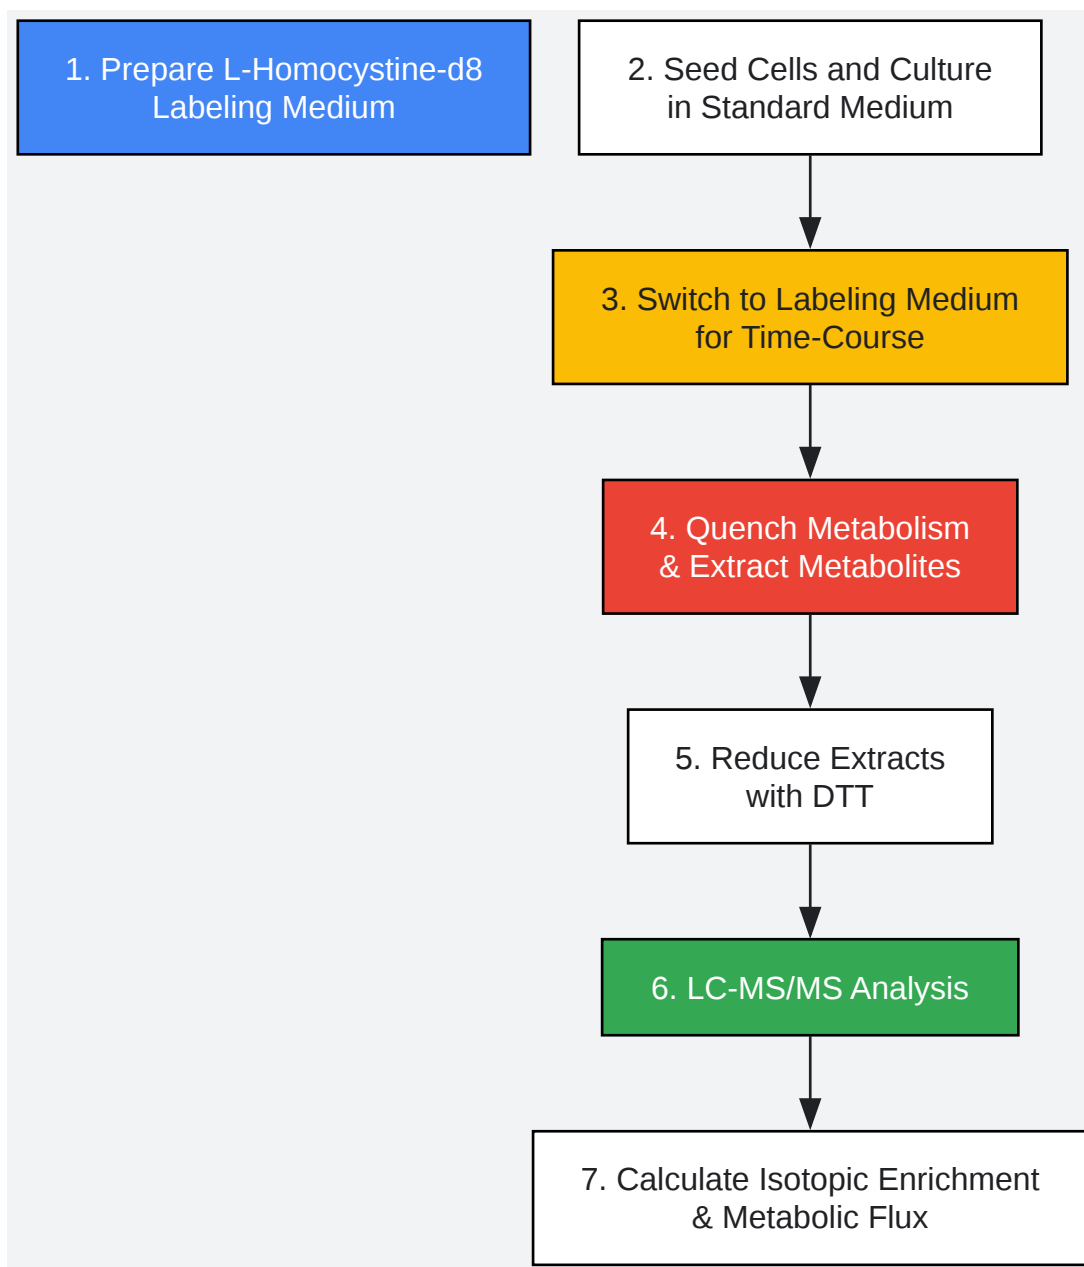 1. Prepare L-Homocystine-d8
Labeling Medium
2. Seed Cells and Culture
in Standard Medium
3. Switch to Labeling Medium
for Time-Course
4. Quench Metabolism
& Extract Metabolites
5. Reduce Extracts
with DTT
6. LC-MS/MS Analysis
7. Calculate Isotopic Enrichment
& Metabolic Flux